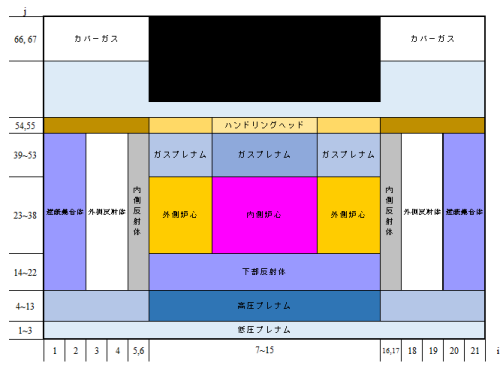 j
66, 67
カバーガス
カバーガス
54,55
ハンドリングヘッド
39~53
ガスプレナム
ガスプレナム
ガスプレナム
23~38
遮蔽集合体
外側反射体
内側反射体
外側炉心
内側炉心
外側炉心
内側反射体
外側反射体
遮蔽集合体
14~22
下部反射体
4~13
高圧プレナム
1~3
低圧プレナム
1
2
3
4
5,6
7~15
16,17
18
19
20
21
i